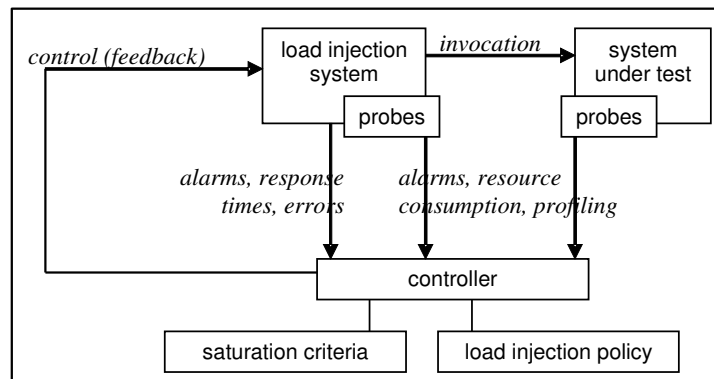 load injection
system
invocation
system
under test
control (feedback)
probes
probes
alarms, response
times, errors
alarms, resource
consumption, profiling
controller
saturation criteria
load injection policy